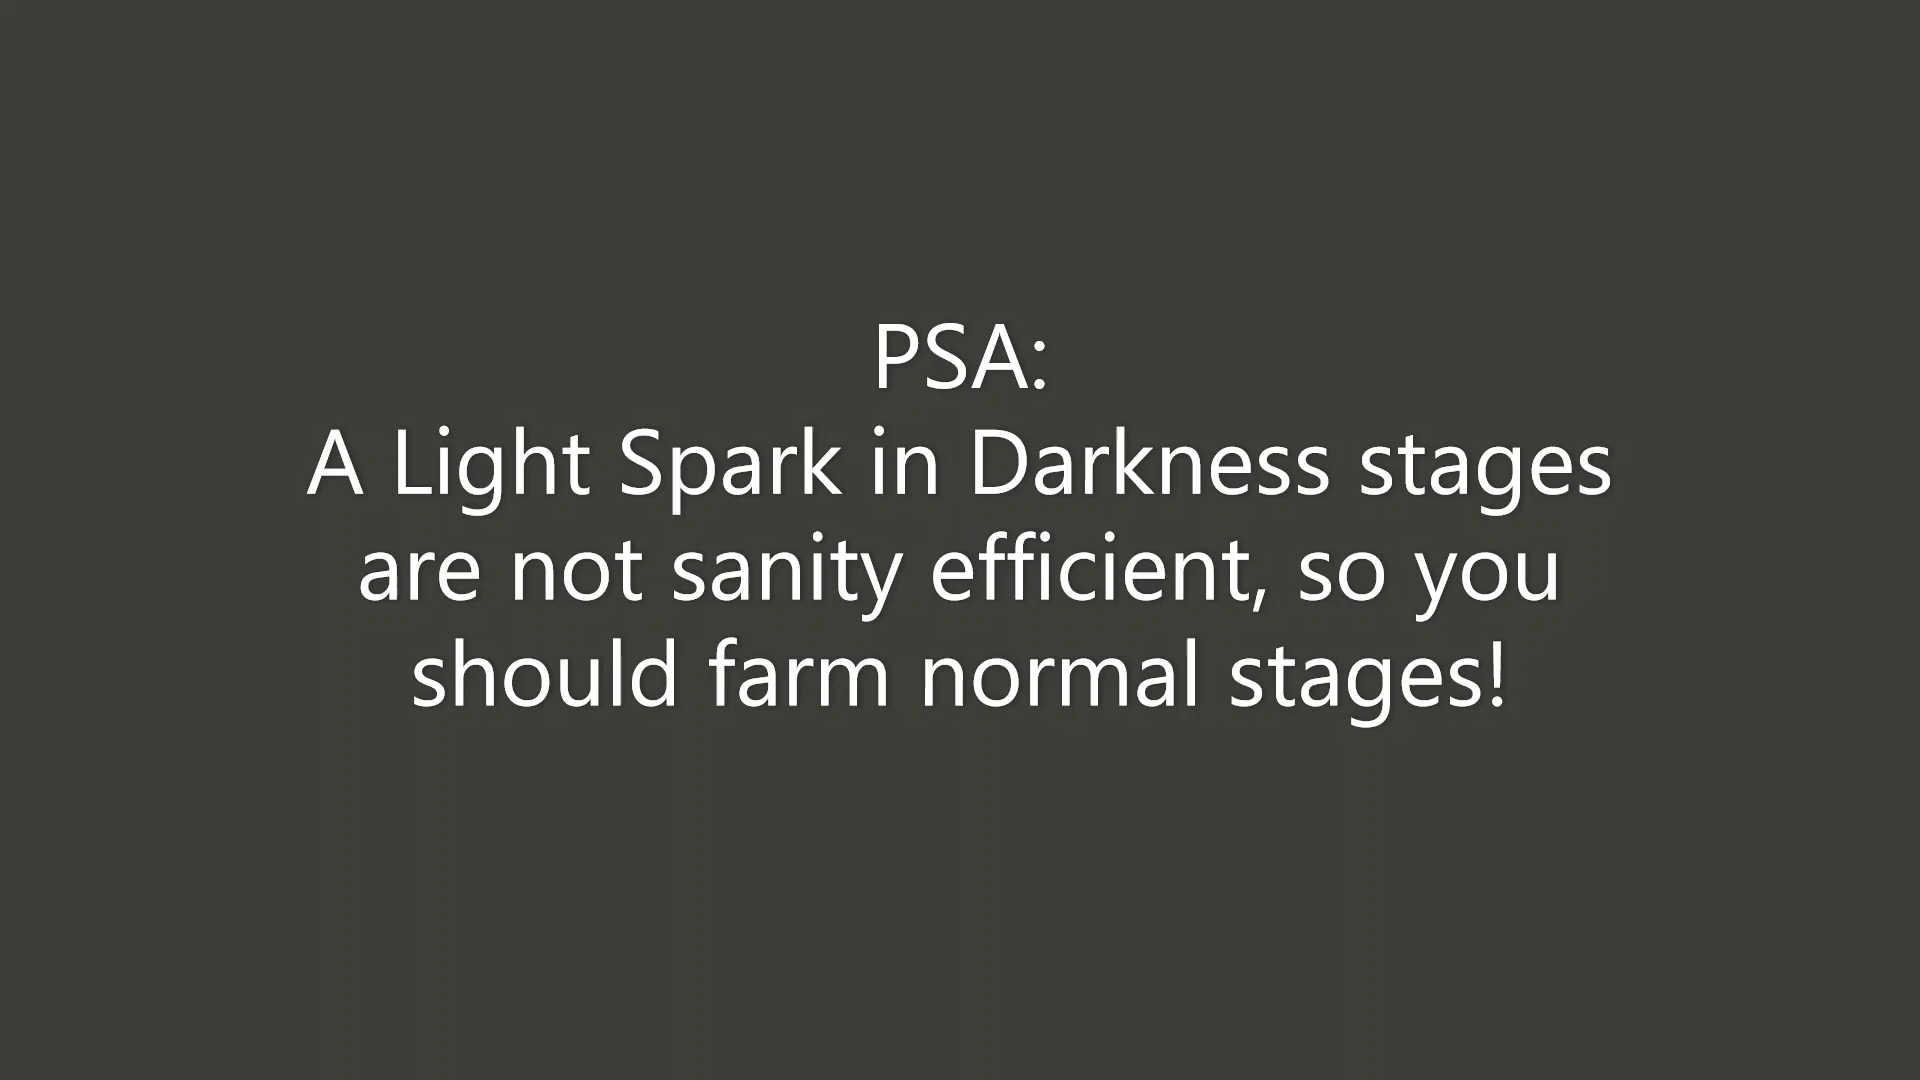 PSA:
A Light Spark in Darkness stages
are not sanity efficient, so you
should farm normal stages!